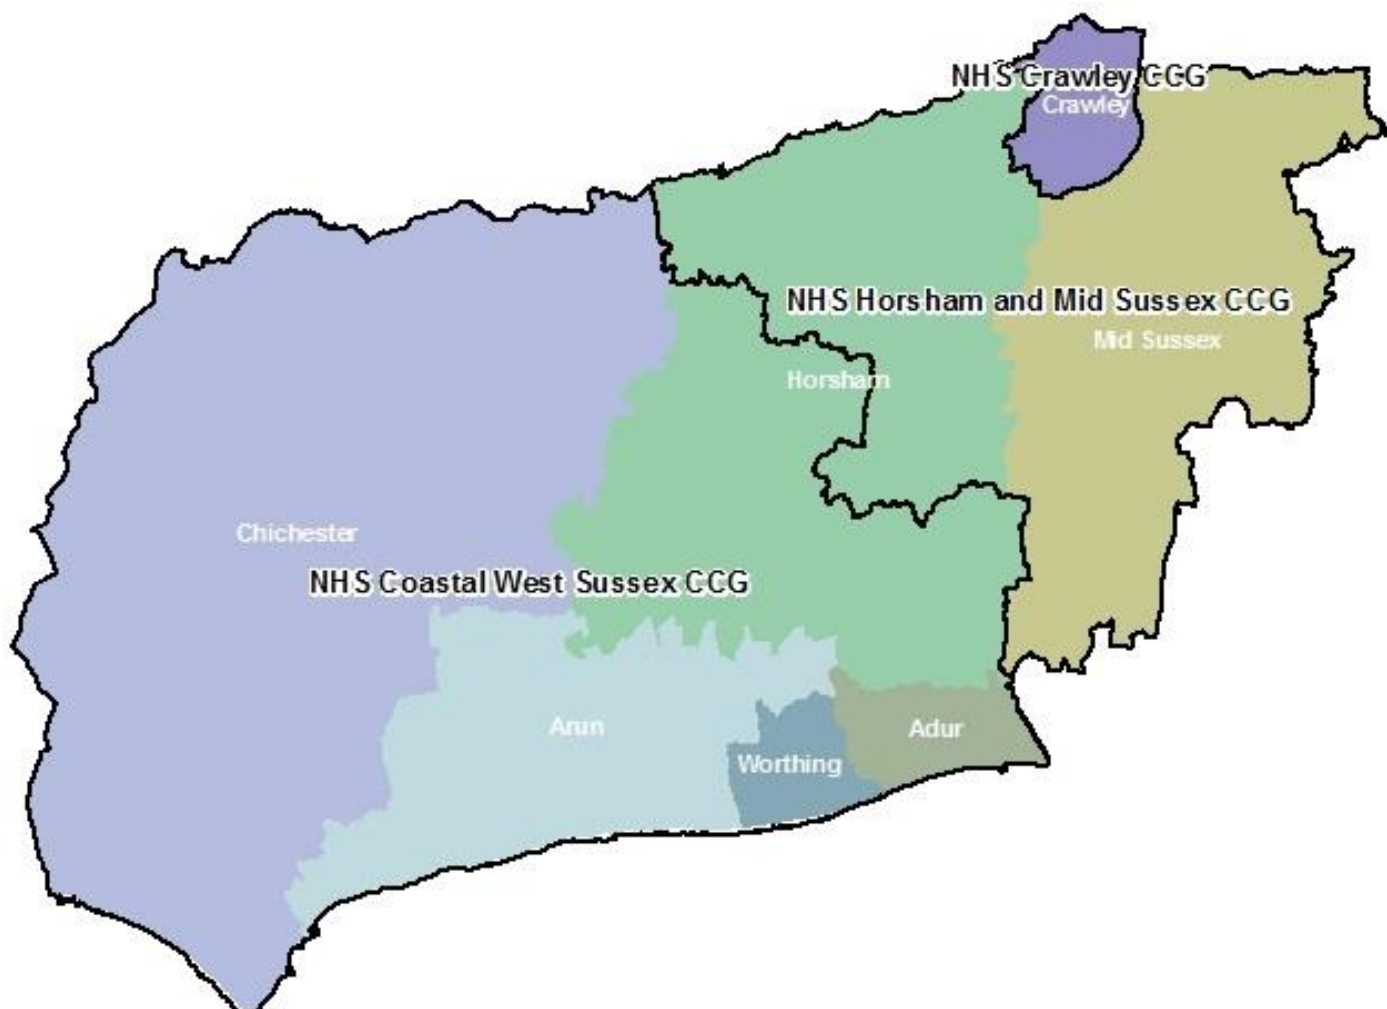 NHS Crawley CCG
Crawley
NHS Horsham and Mid Sussex CCG
Mid Sussex
Horsham
Chichester
NHS Coastal West Sussex CCG
Arun
Adur
Worthing